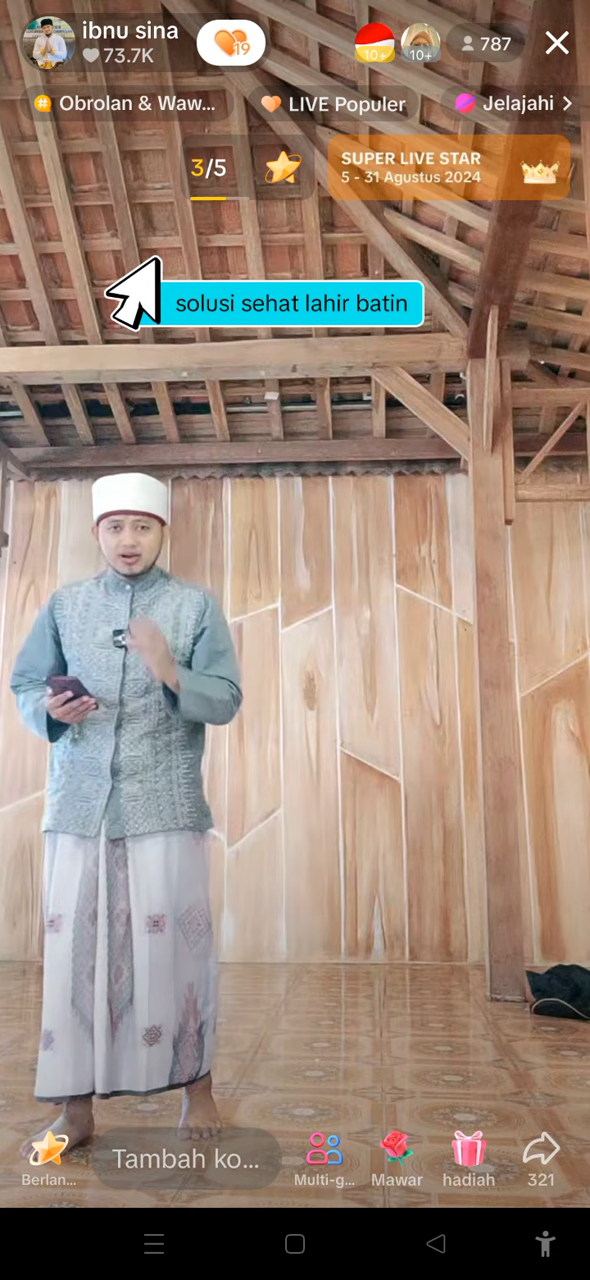 ibnu sina
73.7K
19
10+
10+
787
Obrolan & Waw...
LIVE Populer
Jelajahi
3/5
SUPER LIVE STAR
5 - 31 Agustus 2024
solusi sehat lahir batin
Berlan...
Tambah ko...
Multi-g...
Mawar
hadiah
321